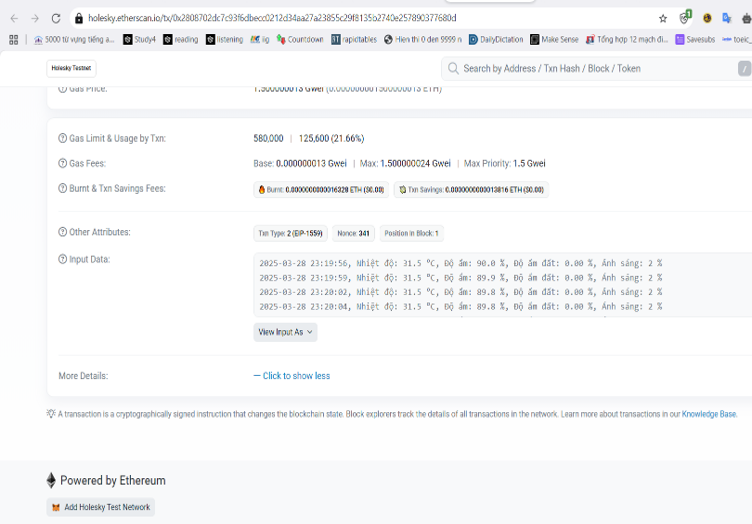 holesky.etherscan.io/tx/0x2808702dc7c93f6dbecc0212d34aa27a23855c29f8135b2740e257890377680d
5000 từ vựng tiếng a... Study4 reading listening lig Countdown rapidtables Hien thi 0 den 9999 n DailyDictation Make Sense Tổng hợp 12 mạch đi... Savesubs toeic_
Holesky Testnet
Search by Address / Txn Hash / Block / Token /
Gas Price: 1.500000013 Gwei (0.000000001500000013 ETH)
Gas Limit & Usage by Txn: 580,000 | 125,600 (21.66%)
Gas Fees: Base: 0.000000013 Gwei | Max: 1.500000024 Gwei | Max Priority: 1.5 Gwei
Burnt & Txn Savings Fees: Burnt: 0.0000000000016328 ETH ($0.00) Txn Savings: 0.0000000000013816 ETH ($0.00)
Other Attributes: Txn Type: 2 (EIP-1559) Nonce: 341 Position In Block: 1
Input Data:
2025-03-28 23:19:56, Nhiệt độ: 31.5 °C, Độ ẩm: 90.0 %, Độ ẩm đất: 0.00 %, Ánh sáng: 2 %
2025-03-28 23:19:59, Nhiệt độ: 31.5 °C, Độ ẩm: 89.9 %, Độ ẩm đất: 0.00 %, Ánh sáng: 2 %
2025-03-28 23:20:02, Nhiệt độ: 31.5 °C, Độ ẩm: 89.8 %, Độ ẩm đất: 0.00 %, Ánh sáng: 2 %
2025-03-28 23:20:04, Nhiệt độ: 31.5 °C, Độ ẩm: 89.8 %, Độ ẩm đất: 0.00 %, Ánh sáng: 2 %
View Input As
More Details: — Click to show less
A transaction is a cryptographically signed instruction that changes the blockchain state. Block explorers track the details of all transactions in the network. Learn more about transactions in our Knowledge Base.
Powered by Ethereum
Add Holesky Test Network